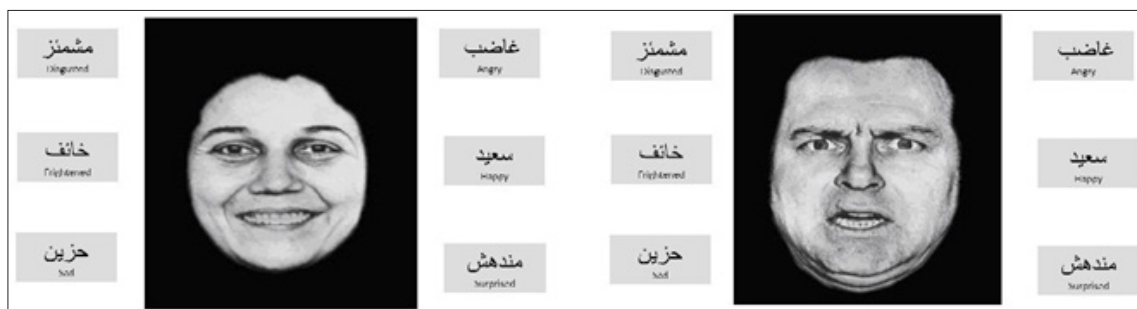 مشمئز
Disgusted
غاضب
Angry
خائف
Frightened
سعيد
Happy
حزين
Sad
مندهش
Surprised
مشمئز
Disgusted
غاضب
Angry
خائف
Frightened
سعيد
Happy
حزين
Sad
مندهش
Surprised